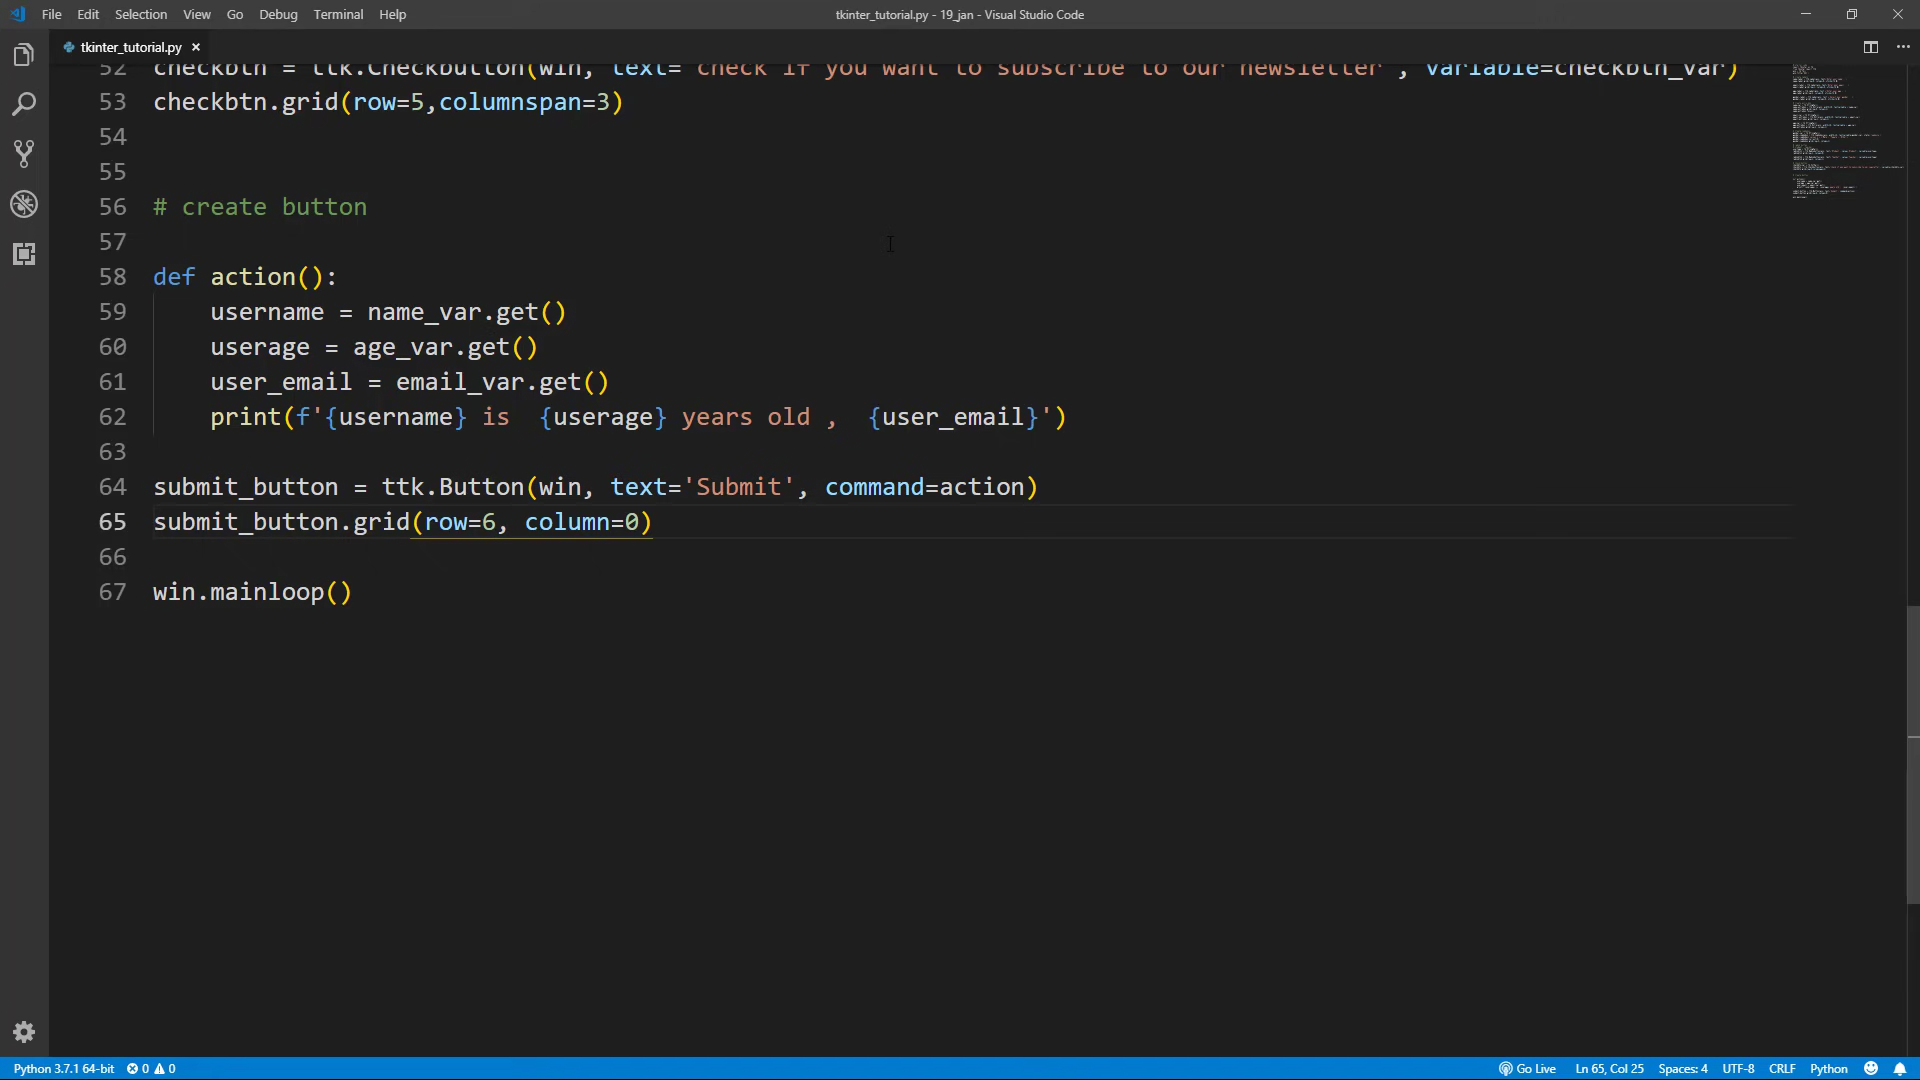 File Edit Selection View Go Debug Terminal Help
tkinter_tutorial.py - 19_jan - Visual Studio Code
tkinter_tutorial.py
52 checkbtn = ttk.Checkbutton(win, text='check if you want to subscribe to our newsletter', variable=checkbtn_var)
53 checkbtn.grid(row=5,columnspan=3)
54
55
56 # create button
57
58 def action():
59 username = name_var.get()
60 userage = age_var.get()
61 user_email = email_var.get()
62 print(f'{username} is  {userage} years old ,  {user_email}')
63
64 submit_button = ttk.Button(win, text='Submit', command=action)
65 submit_button.grid(row=6, column=0)
66
67 win.mainloop()
Python 3.7.1 64-bit 0 0 Go Live Ln 65, Col 25 Spaces: 4 UTF-8 CRLF Python